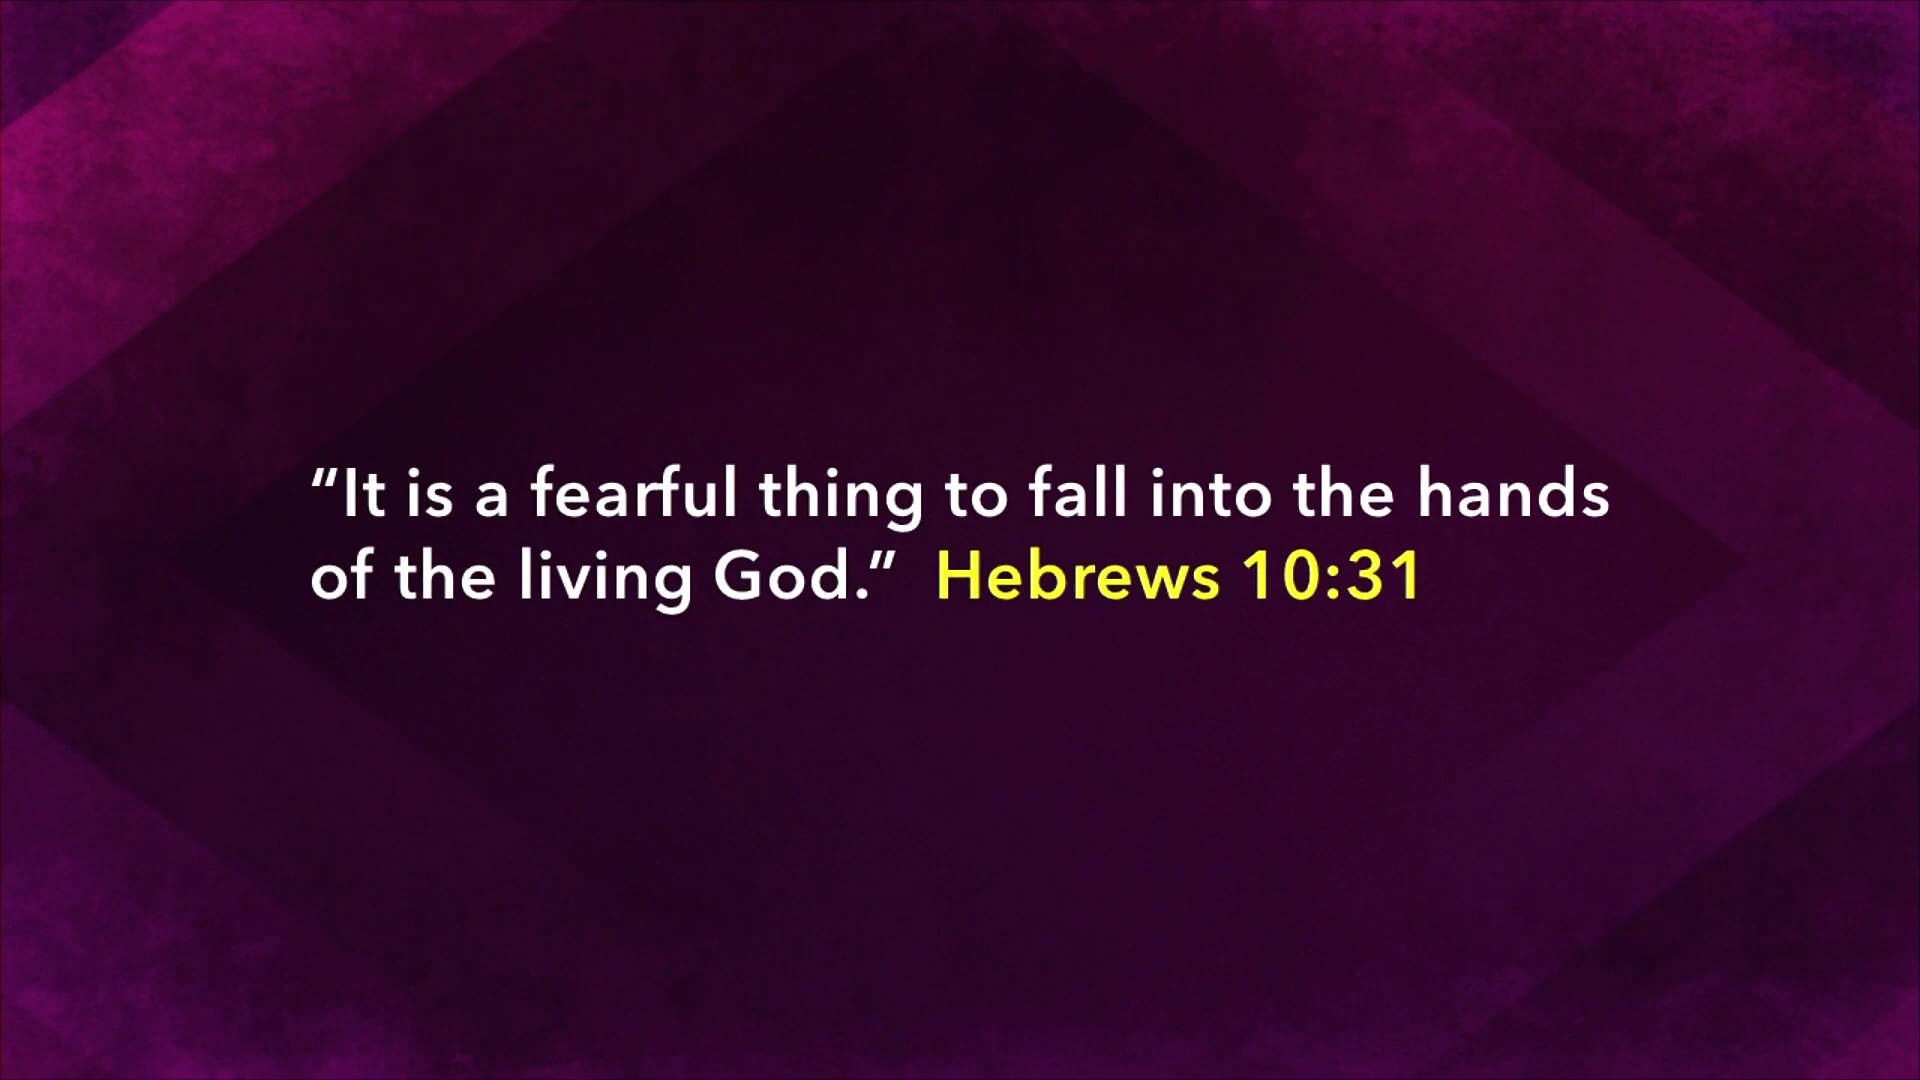 “It is a fearful thing to fall into the hands
of the living God.” Hebrews 10:31